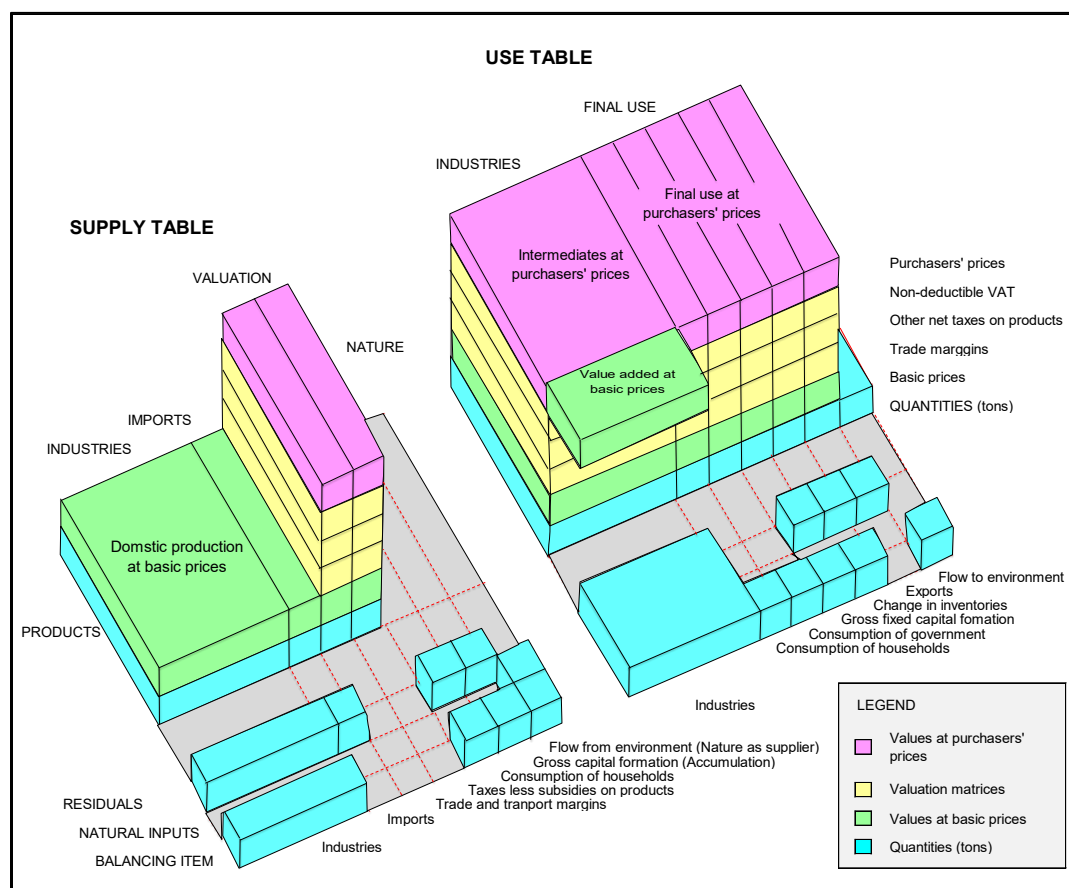 USE TABLE
FINAL USE
INDUSTRIES
Final use at
purchasers' prices
SUPPLY TABLE
Intermediates at
purchasers' prices
VALUATION
Purchasers' prices
Non-deductible VAT
Other net taxes on products
NATURE
Trade marggins
Value added at
basic prices
Basic prices
IMPORTS
QUANTITIES (tons)
INDUSTRIES
Domstic production
at basic prices
Flow to environment
Exports
Change in inventories
PRODUCTS
Gross fixed capital fomation
Consumption of government
Consumption of households
Industries
LEGEND
Values at purchasers'
prices
Flow from environment (Nature as supplier)
Gross capital formation (Accumulation)
Consumption of households
Taxes less subsidies on products
Trade and tranport margins
Valuation matrices
RESIDUALS
Imports
Values at basic prices
NATURAL INPUTS
Industries
Quantities (tons)
BALANCING ITEM